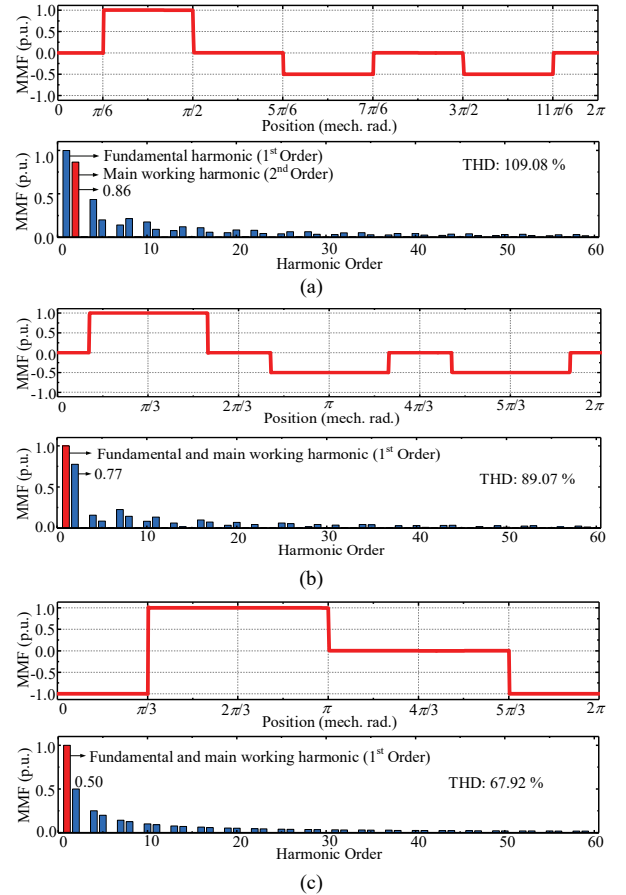 MMF (p.u.)
1.0
0.5
0.0
-0.5
-1.0
0 π/6 π/2 5π/6 7π/6 3π/2 11π/6 2π
Position (mech. rad.)
MMF (p.u.)
1.0
0.5
0.0
Fundamental harmonic (1st Order)
Main working harmonic (2nd Order)
0.86
THD: 109.08 %
0 10 20 30 40 50 60
Harmonic Order
(a)
MMF (p.u.)
1.0
0.5
0.0
-0.5
-1.0
0 π/3 2π/3 π 4π/3 5π/3 2π
Position (mech. rad.)
MMF (p.u.)
1.0
0.5
0.0
Fundamental and main working harmonic (1st Order)
0.77
THD: 89.07 %
0 10 20 30 40 50 60
Harmonic Order
(b)
MMF (p.u.)
1.0
0.5
0.0
-0.5
-1.0
0 π/3 2π/3 π 4π/3 5π/3 2π
Position (mech. rad.)
MMF (p.u.)
1.0
0.5
0.0
Fundamental and main working harmonic (1st Order)
0.50
THD: 67.92 %
0 10 20 30 40 50 60
Harmonic Order
(c)